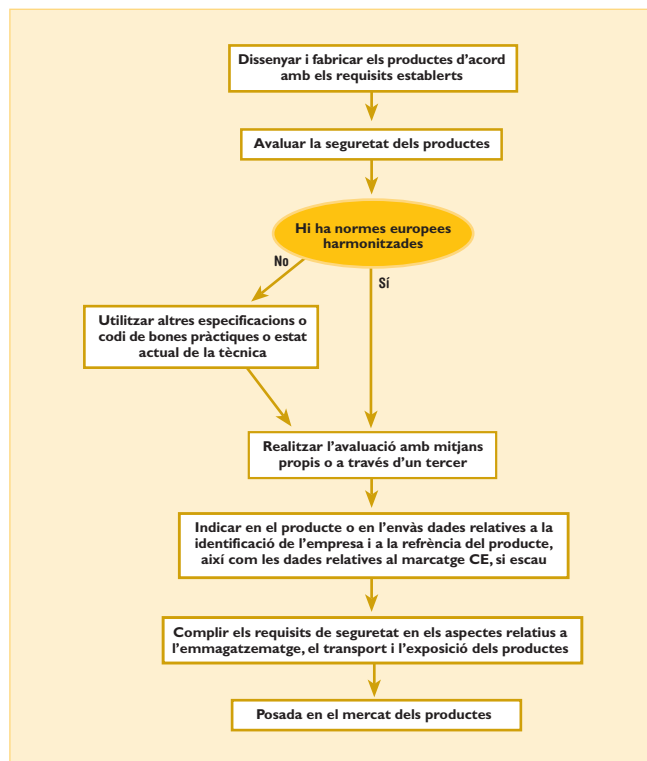 Dissenyar i fabricar els productes d’acord
amb els requisits establerts
Avaluar la seguretat dels productes
Hi ha normes europees
harmonitzades
No
Sí
Utilitzar altres especificacions o
codi de bones pràctiques o estat
actual de la tècnica
Realitzar l’avaluació amb mitjans
propis o a través d’un tercer
Indicar en el producte o en l’envàs dades relatives a la
identificació de l’empresa i a la refrència del producte,
així com les dades relatives al marcatge CE, si escau
Complir els requisits de seguretat en els aspectes relatius a
l’emmagatzematge, el transport i l’exposició dels productes
Posada en el mercat dels productes